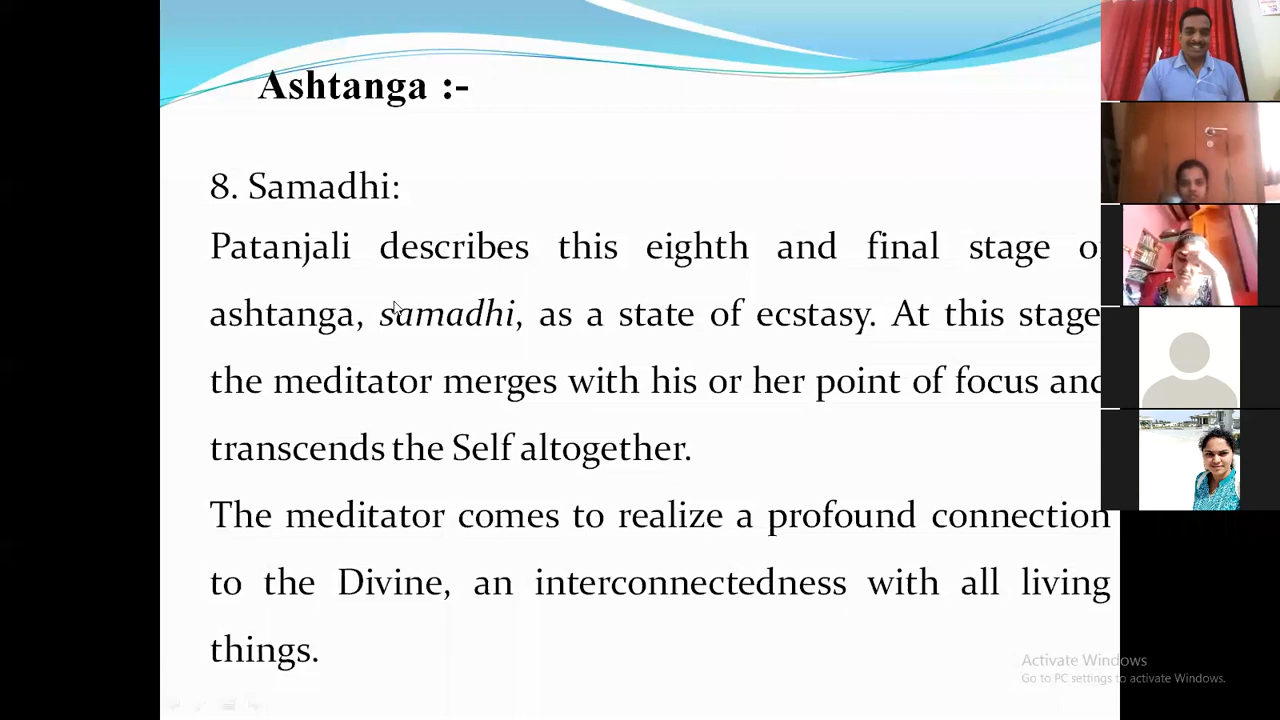 Ashtanga :-
8. Samadhi:
Patanjali describes this eighth and final stage o
ashtanga, samadhi, as a state of ecstasy. At this stage
the meditator merges with his or her point of focus and
transcends the Self altogether.
The meditator comes to realize a profound connection
to the Divine, an interconnectedness with all living
things.
Activate Windows
Go to PC settings to activate Windows.